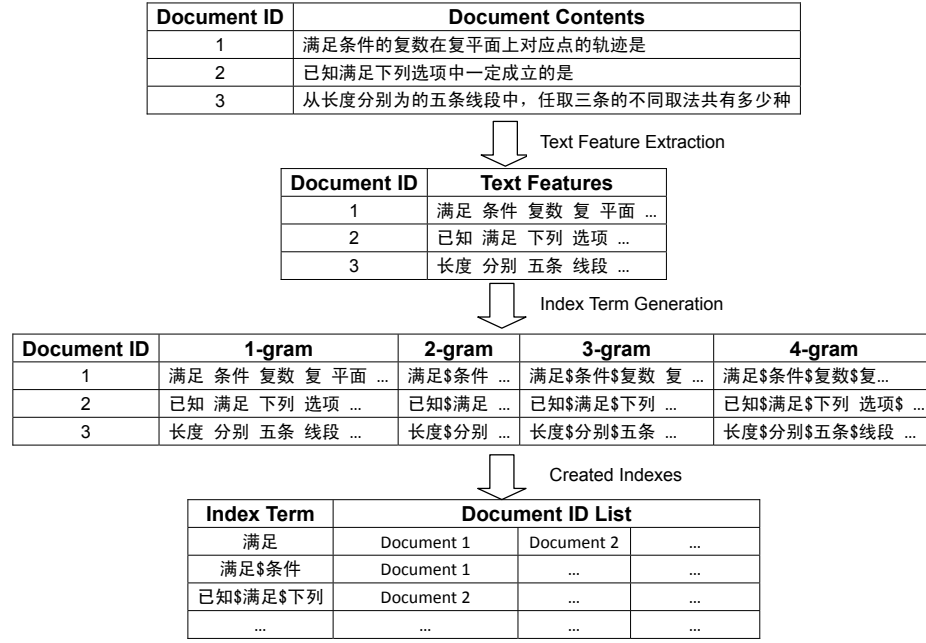 Document ID Document Contents
1 满足条件的复数在复平面上对应点的轨迹是
2 已知满足下列选项中一定成立的是
3 从长度分别为的五条线段中，任取三条的不同取法共有多少种
Text Feature Extraction
Document ID Text Features
1 满足 条件 复数 复 平面 ...
2 已知 满足 下列 选项 ...
3 长度 分别 五条 线段 ...
Index Term Generation
Document ID 1-gram 2-gram 3-gram 4-gram
1 满足 条件 复数 复 平面 ... 满足$条件 ... 满足$条件$复数 复 ... 满足$条件$复数$复...
2 已知 满足 下列 选项 ... 已知$满足 ... 已知$满足$下列 ... 已知$满足$下列 选项$ ...
3 长度 分别 五条 线段 ... 长度$分别 ... 长度$分别$五条 ... 长度$分别$五条$线段 ...
Created Indexes
Index Term Document ID List
满足 Document 1 Document 2 ...
满足$条件 Document 1 ... ...
已知$满足$下列 Document 2 ... ...
... ... ... ...